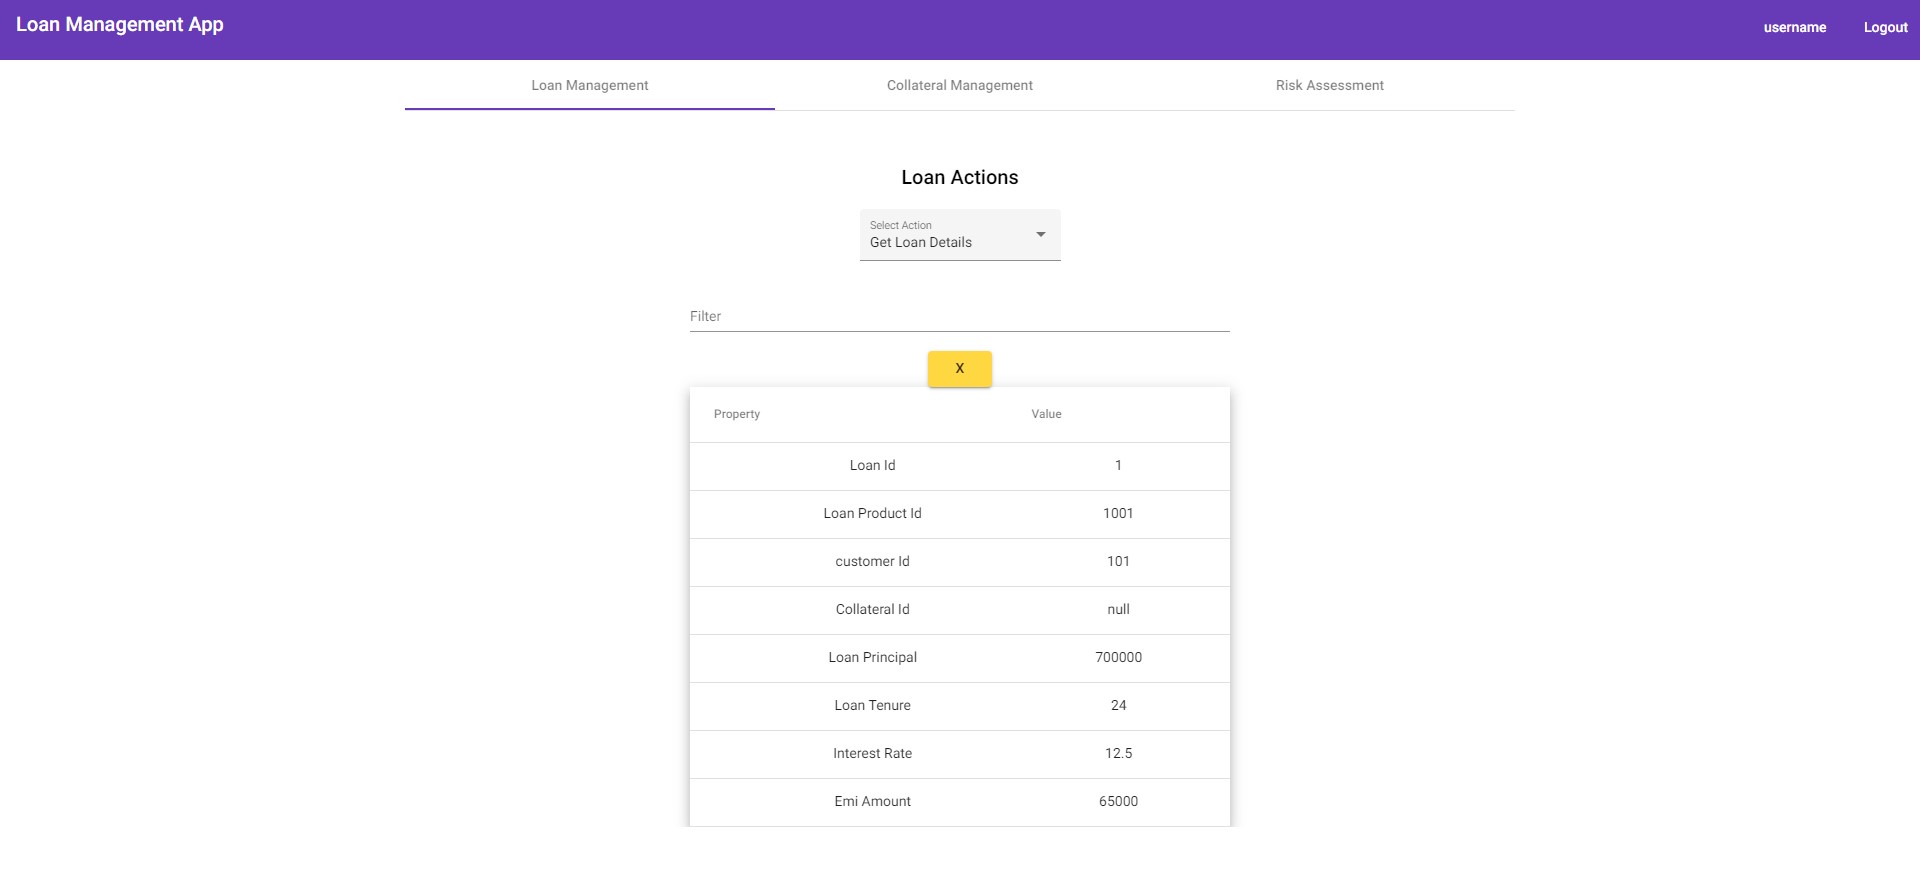 Loan Management App
username Logout
Loan Management Collateral Management Risk Assessment
Loan Actions
Select Action
Get Loan Details
Filter
X
Property Value
Loan Id 1
Loan Product Id 1001
customer Id 101
Collateral Id null
Loan Principal 700000
Loan Tenure 24
Interest Rate 12.5
Emi Amount 65000